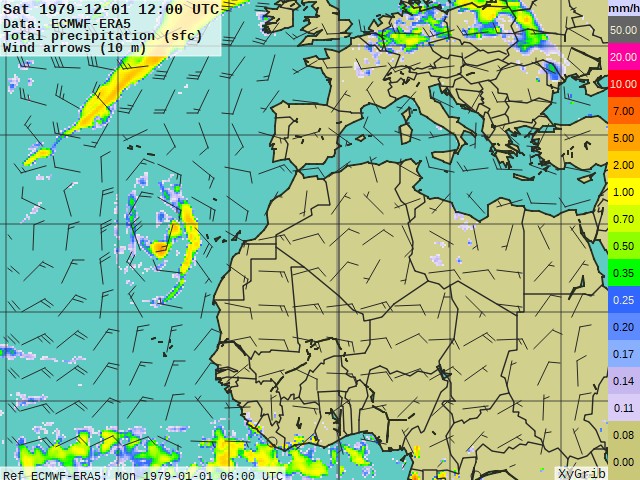 Sat 1979-12-01 12:00 UTC
Data: ECMWF-ERA5
Total precipitation (sfc)
Wind arrows (10 m)
mm/h
50.00
20.00
10.00
7.00
5.00
2.00
1.00
0.70
0.50
0.35
0.25
0.20
0.17
0.14
0.11
0.08
0.00
Ref ECMWF-ERA5: Mon 1979-01-01 06:00 UTC
XyGrib